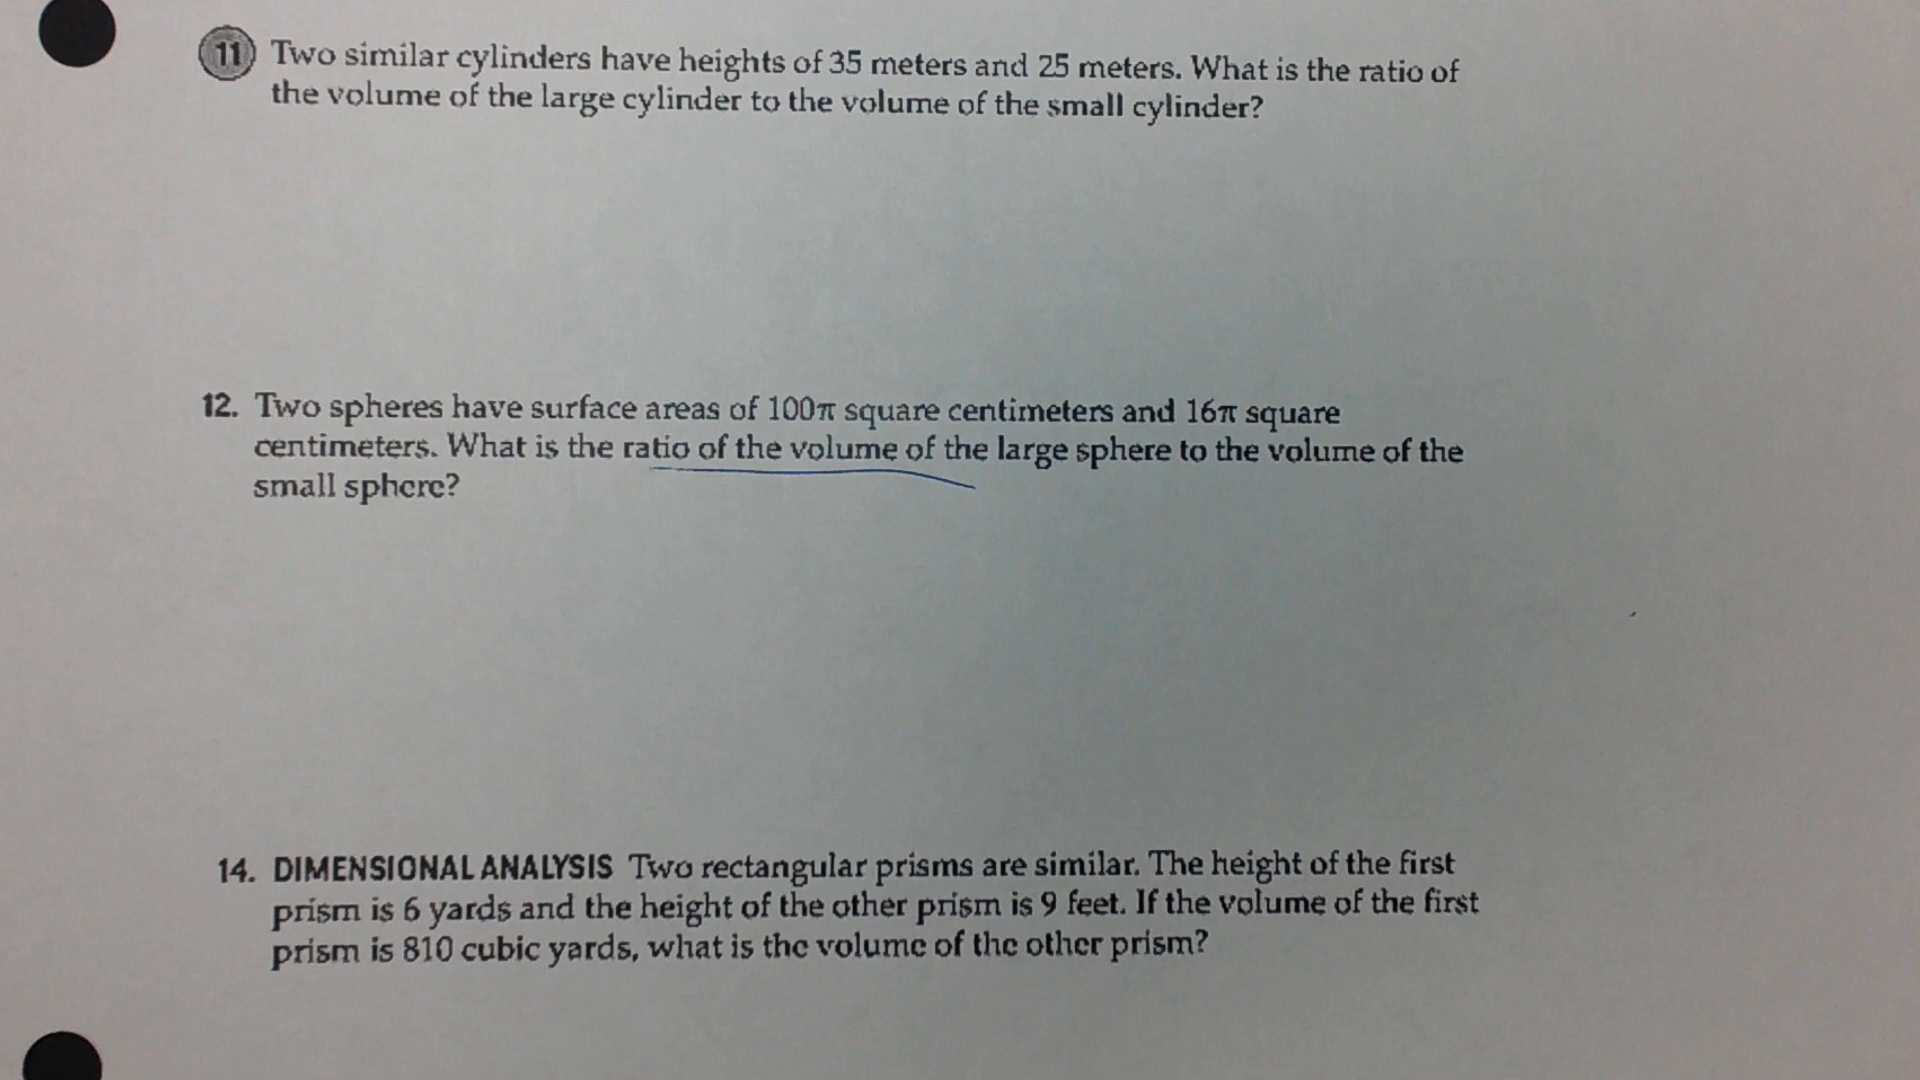 11 Two similar cylinders have heights of 35 meters and 25 meters. What is the ratio of
the volume of the large cylinder to the volume of the small cylinder?
12. Two spheres have surface areas of 100π square centimeters and 16π square
centimeters. What is the ratio of the volume of the large sphere to the volume of the
small sphere?
14. DIMENSIONAL ANALYSIS Two rectangular prisms are similar. The height of the first
prism is 6 yards and the height of the other prism is 9 feet. If the volume of the first
prism is 810 cubic yards, what is the volume of the other prism?